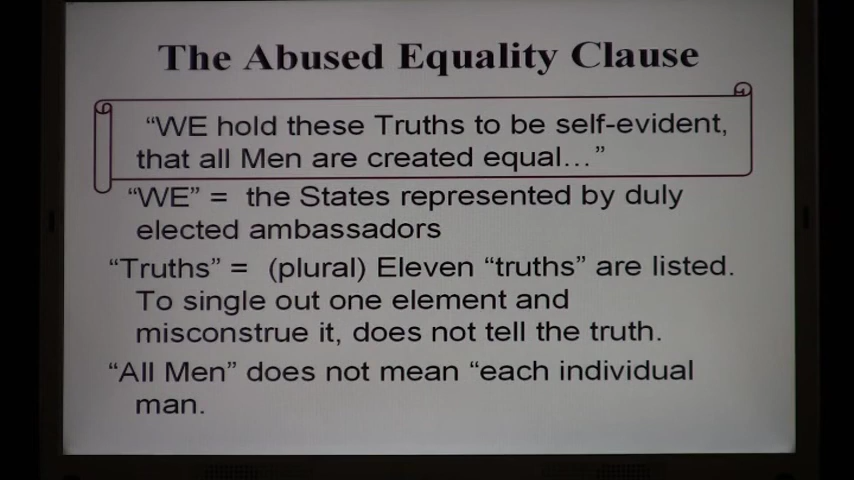 The Abused Equality Clause
“WE hold these Truths to be self-evident,
that all Men are created equal…”
“WE” = the States represented by duly
elected ambassadors
“Truths” = (plural) Eleven “truths” are listed.
To single out one element and
misconstrue it, does not tell the truth.
“All Men” does not mean “each individual
man.